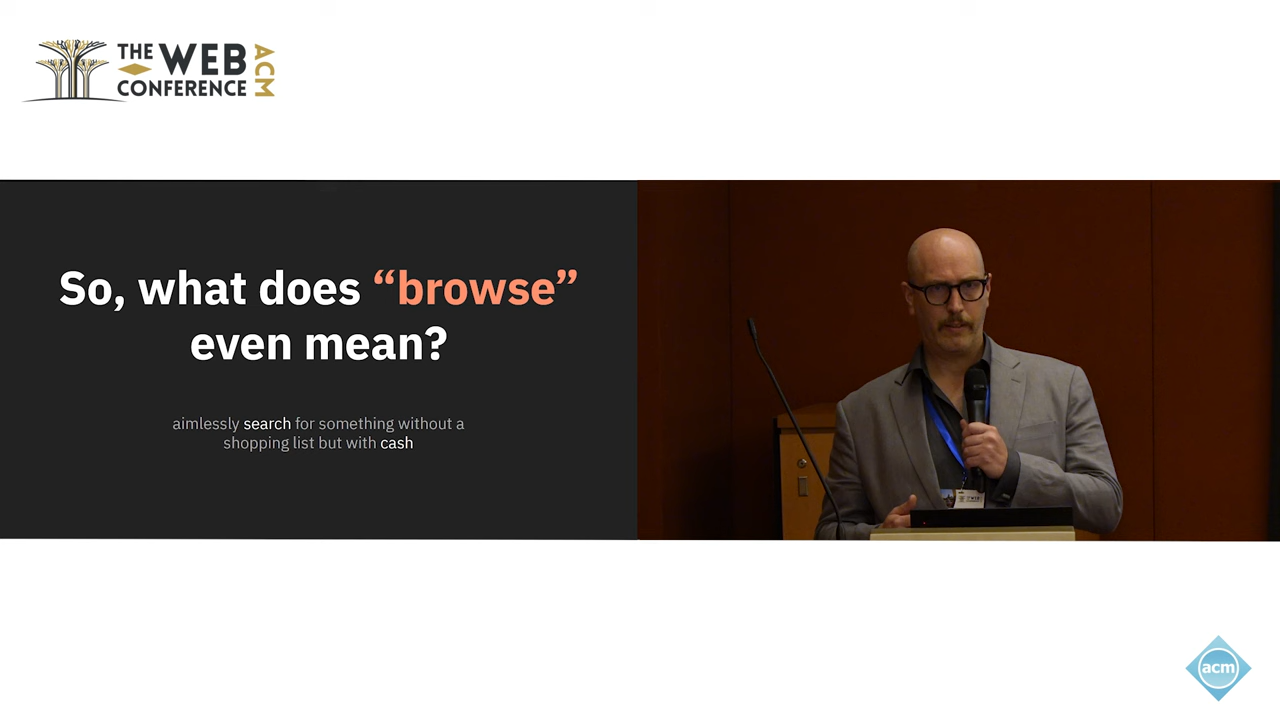 THE WEB
CONFERENCE
ACM
So, what does “browse”
even mean?
aimlessly search for something without a
shopping list but with cash
acm